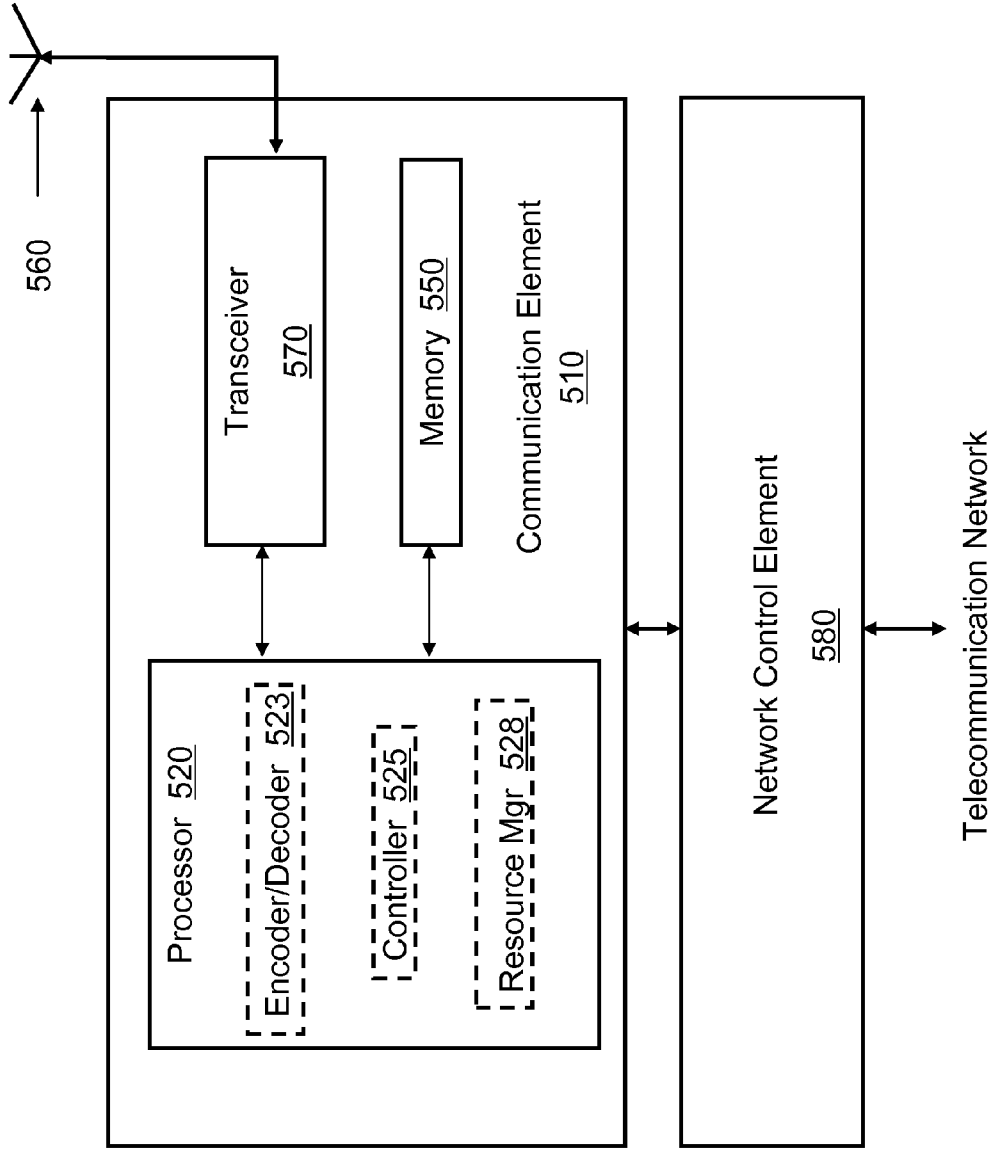 560
Processor 520
Encoder/Decoder 523
Controller 525
Resource Mgr 528
Transceiver
570
Memory 550
Communication Element
510
Network Control Element
580
Telecommunication Network